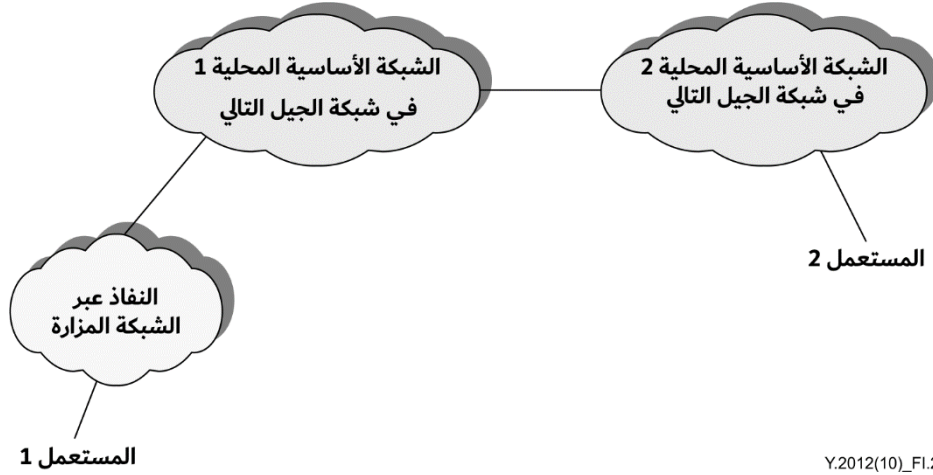 الشبكة الأساسية المحلية 1
في شبكة الجيل التالي
الشبكة الأساسية المحلية 2
في شبكة الجيل التالي
المستعمل 2
النفاذ عبر
الشبكة المزارة
المستعمل 1
Y.2012(10)_FI.2